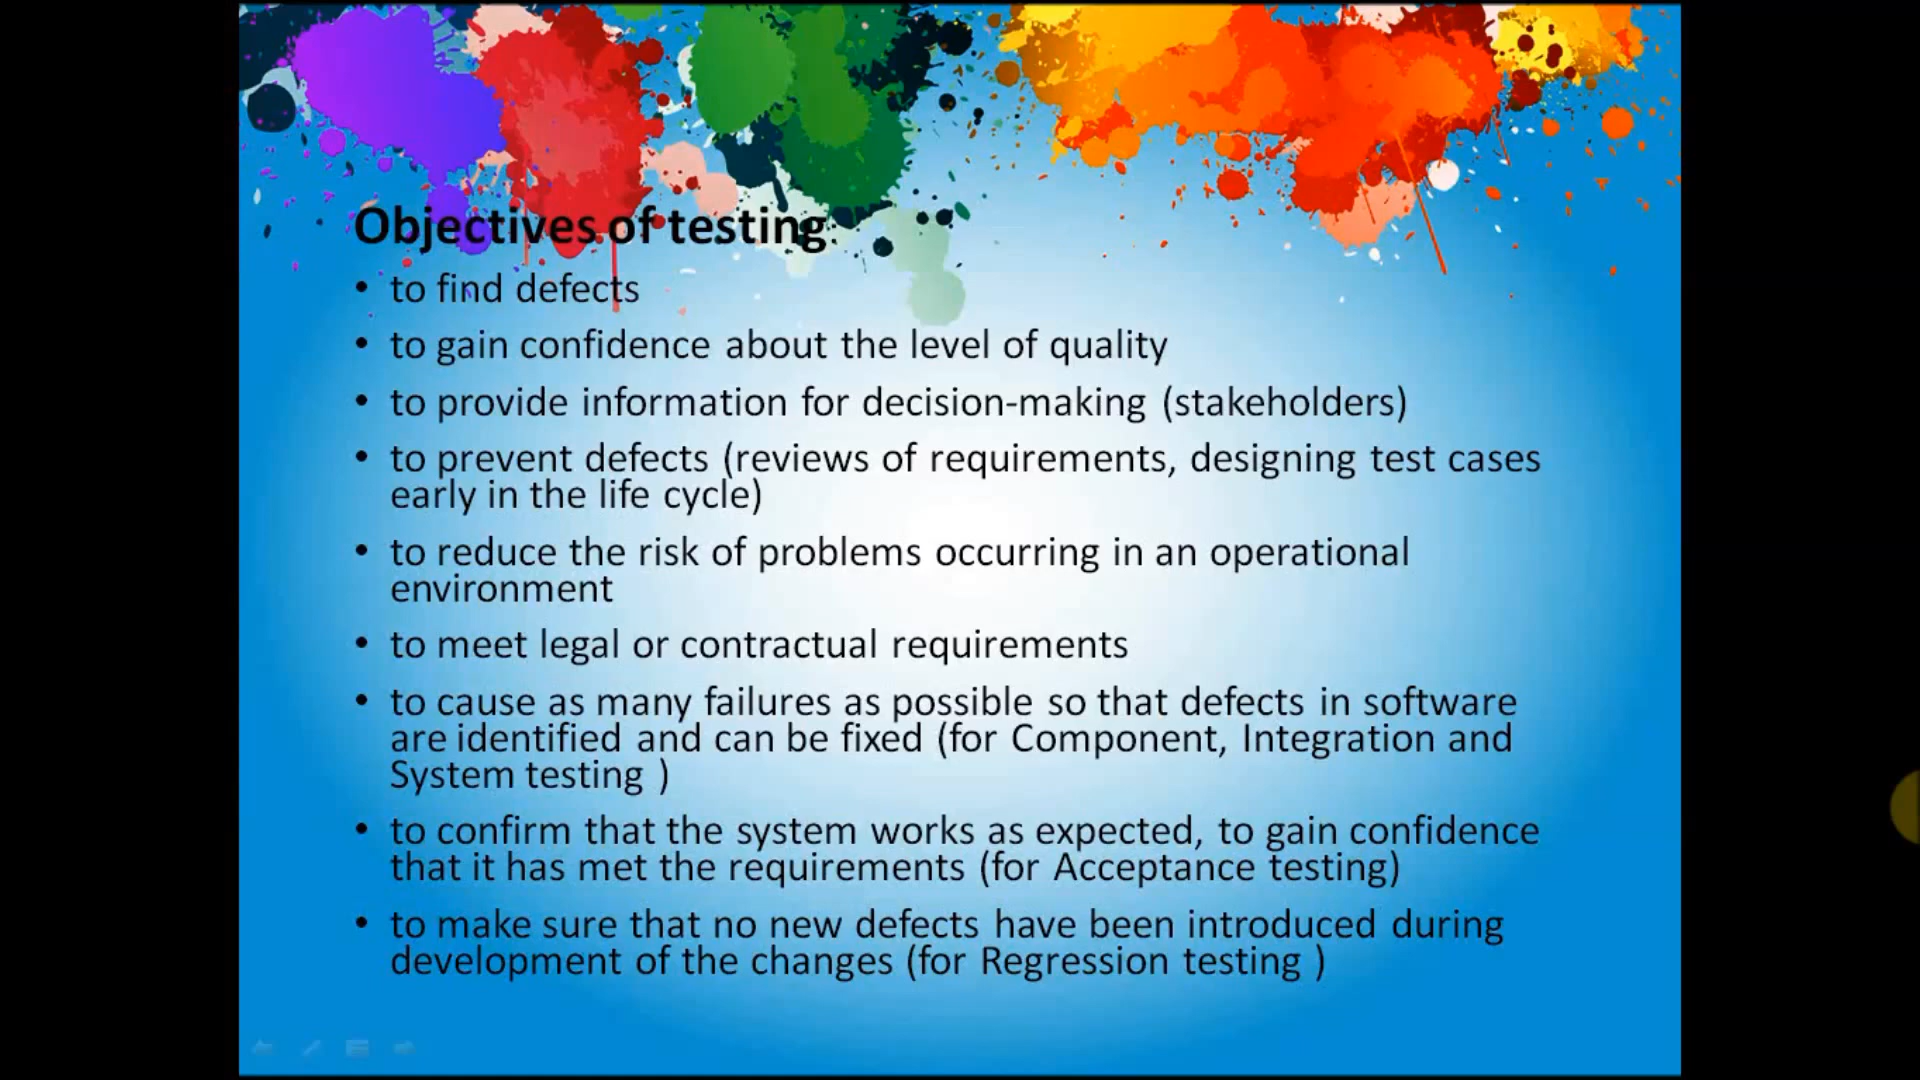 Objectives of testing:
• to find defects
• to gain confidence about the level of quality
• to provide information for decision-making (stakeholders)
• to prevent defects (reviews of requirements, designing test cases
early in the life cycle)
• to reduce the risk of problems occurring in an operational
environment
• to meet legal or contractual requirements
• to cause as many failures as possible so that defects in software
are identified and can be fixed (for Component, Integration and
System testing )
• to confirm that the system works as expected, to gain confidence
that it has met the requirements (for Acceptance testing)
• to make sure that no new defects have been introduced during
development of the changes (for Regression testing )